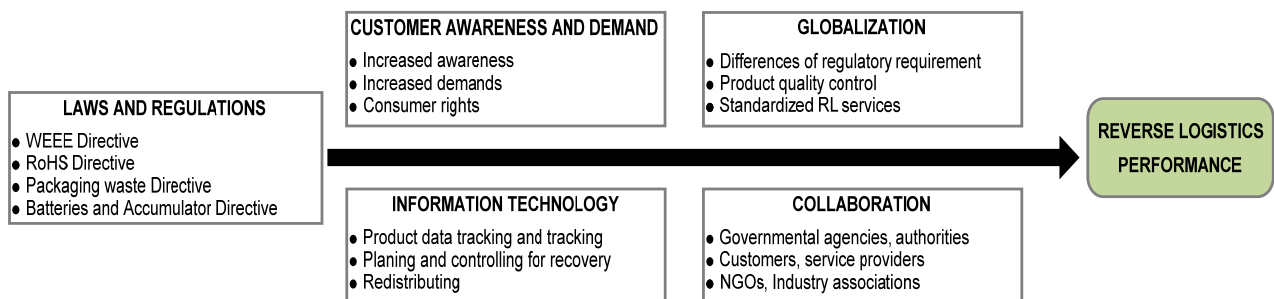 LAWS AND REGULATIONS
● WEEE Directive
● RoHS Directive
● Packaging waste Directive
● Batteries and Accumulator Directive
CUSTOMER AWARENESS AND DEMAND
● Increased awareness
● Increased demands
● Consumer rights
GLOBALIZATION
● Differences of regulatory requirement
● Product quality control
● Standardized RL services
INFORMATION TECHNOLOGY
● Product data tracking and tracking
● Planing and controlling for recovery
● Redistributing
COLLABORATION
● Governmental agencies, authorities
● Customers, service providers
● NGOs, Industry associations
REVERSE LOGISTICS
PERFORMANCE